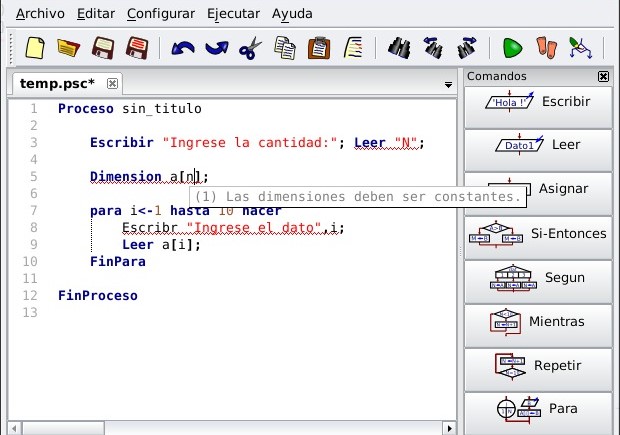 Archivo Editar Configurar Ejecutar Ayuda
temp.psc*
1 Proceso sin_titulo
2
3 Escribir "Ingrese la cantidad:"; Leer "N";
4
5 Dimension a[n];
(1) Las dimensiones deben ser constantes.
6
7 para i<-1 hasta 10 hacer
8 Escribr "Ingrese el dato",i;
9 Leer a[i];
10 FinPara
11
12 FinProceso
13
Comandos
'Hola !' Escribir
Dato1 Leer
Asignar
Si-Entonces
Segun
Mientras
Repetir
Para